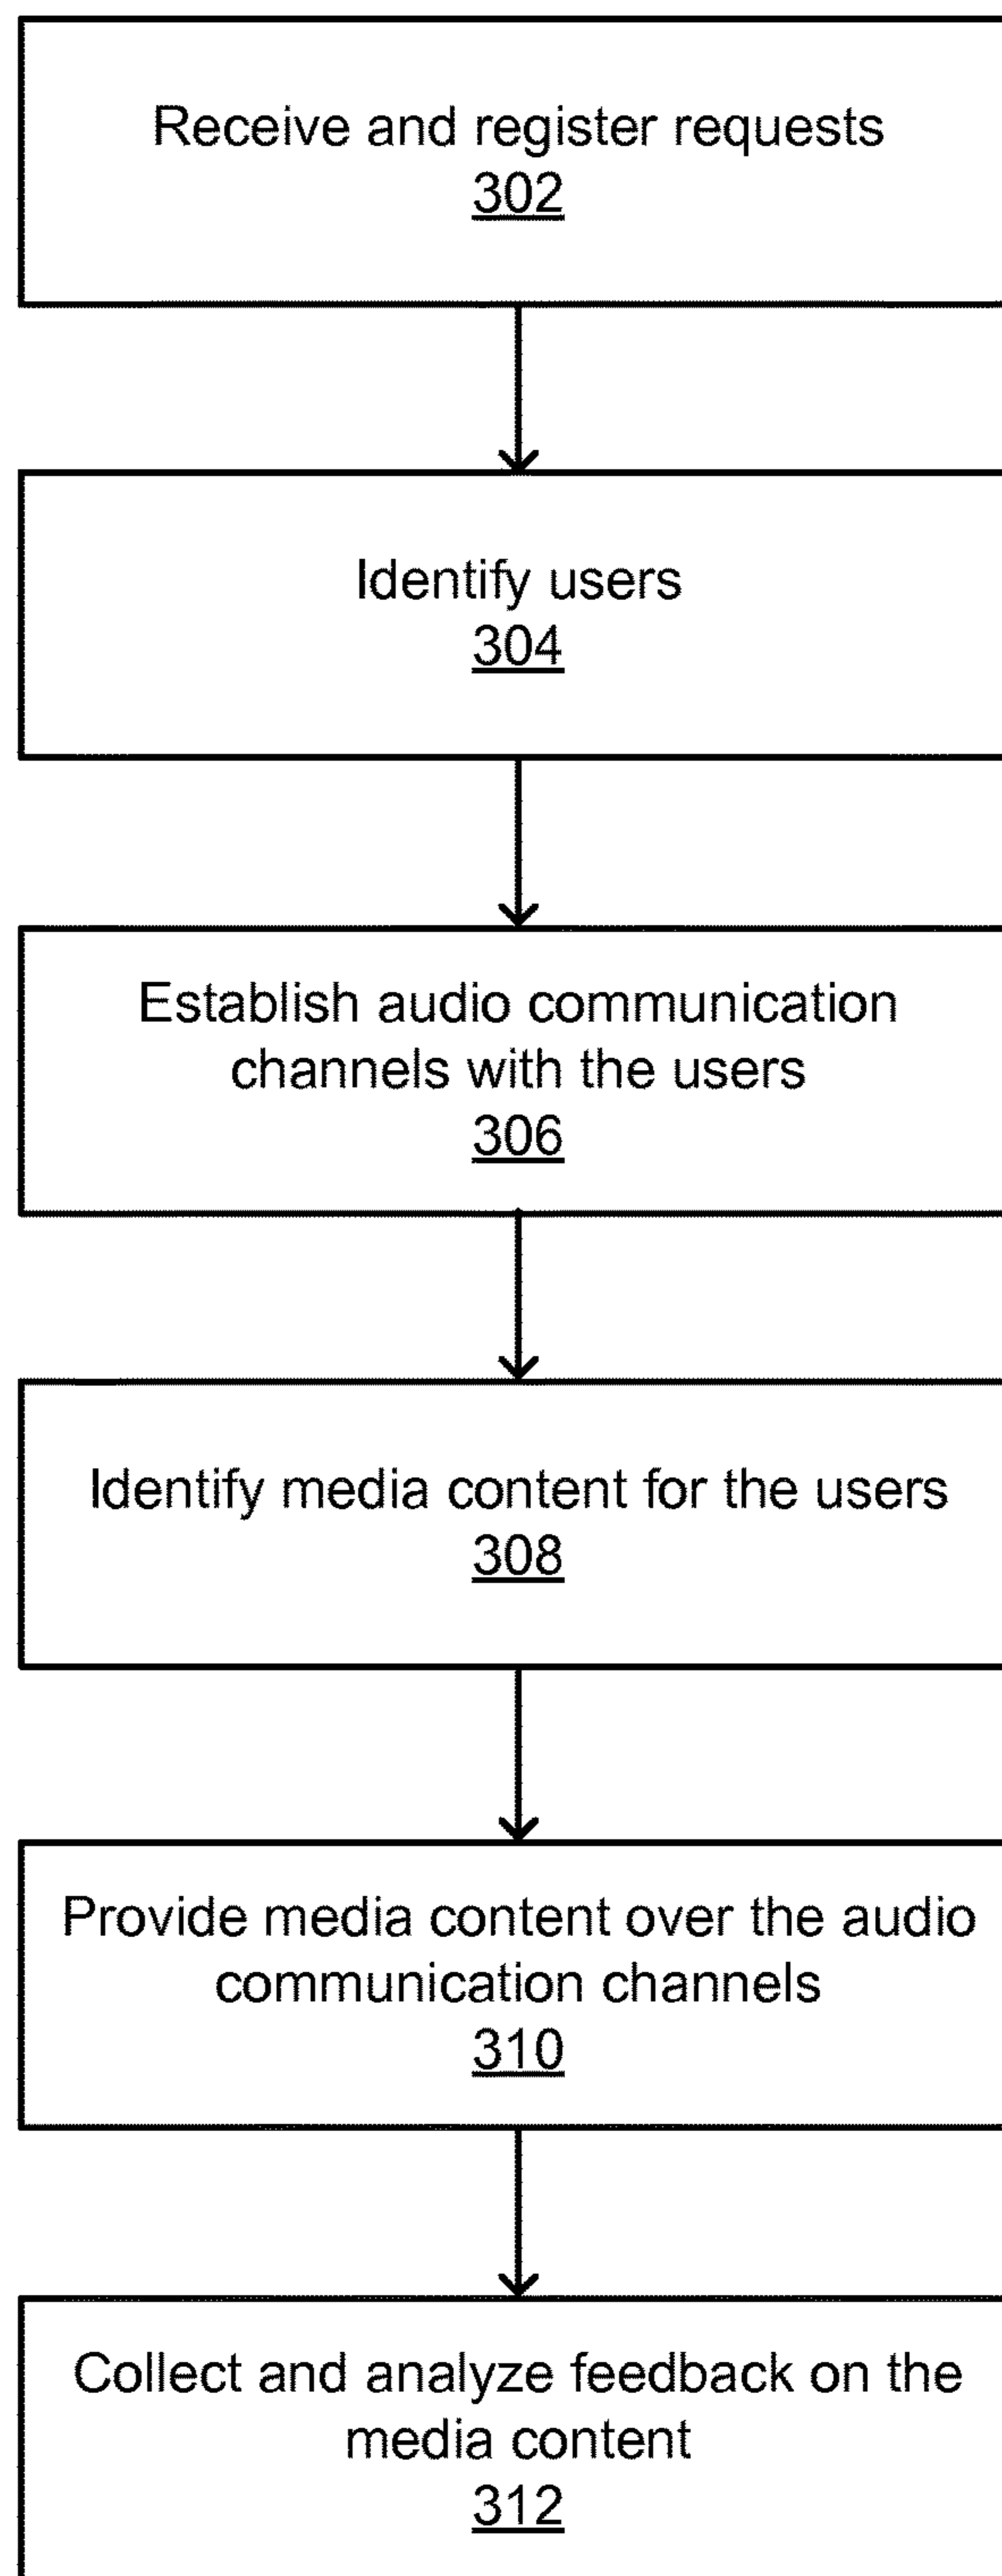 Receive and register requests
302
Identify users
304
Establish audio communication
channels with the users
306
Identify media content for the users
308
Provide media content over the audio
communication channels
310
Collect and analyze feedback on the
media content
312